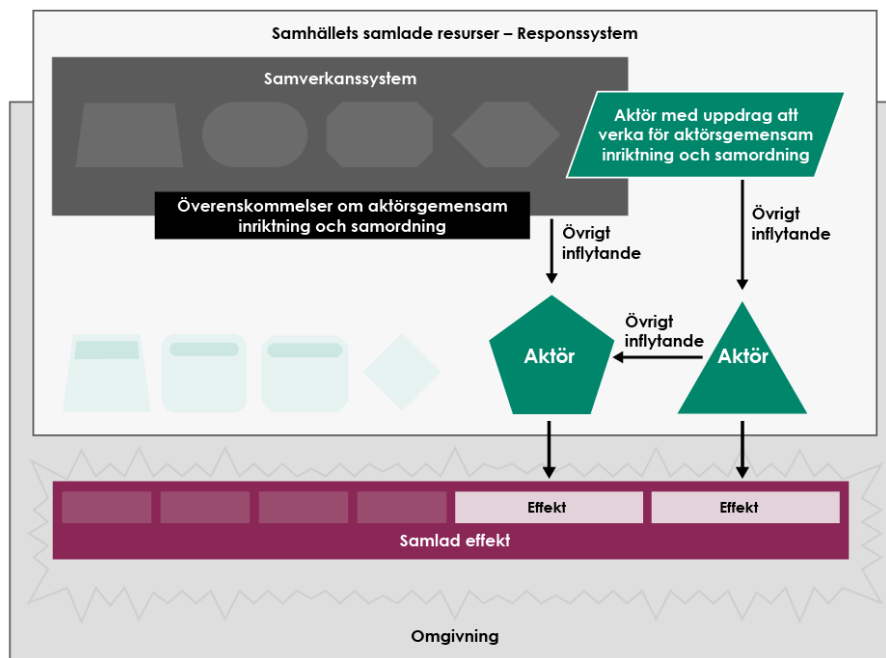 Samhällets samlade resurser – Responssystem
Samverkanssystem
Aktör med uppdrag att
verka för aktörsgemensam
inriktning och samordning
Överenskommelser om aktörsgemensam
inriktning och samordning
Övrigt
inflytande
Övrigt
inflytande
Övrigt
inflytande
Aktör
Aktör
Effekt
Effekt
Samlad effekt
Omgivning